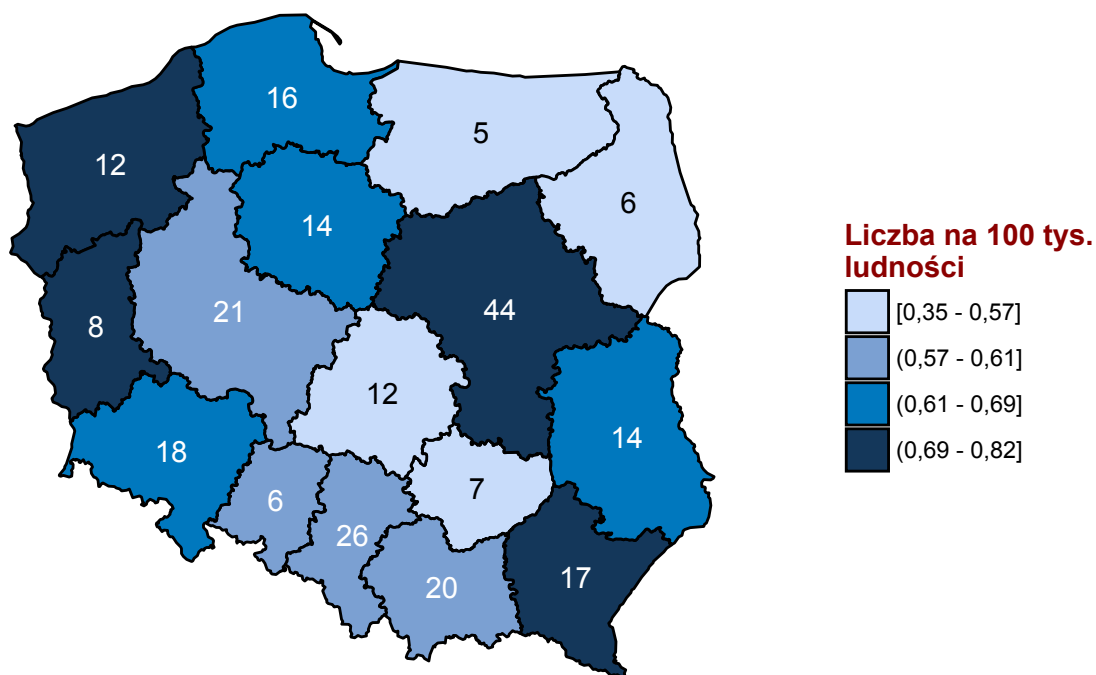 16
5
12
6
14
44
21
8
12
14
18
7
6
26
20
17
Liczba na 100 tys.
ludności
[0,35 - 0,57]
(0,57 - 0,61]
(0,61 - 0,69]
(0,69 - 0,82]